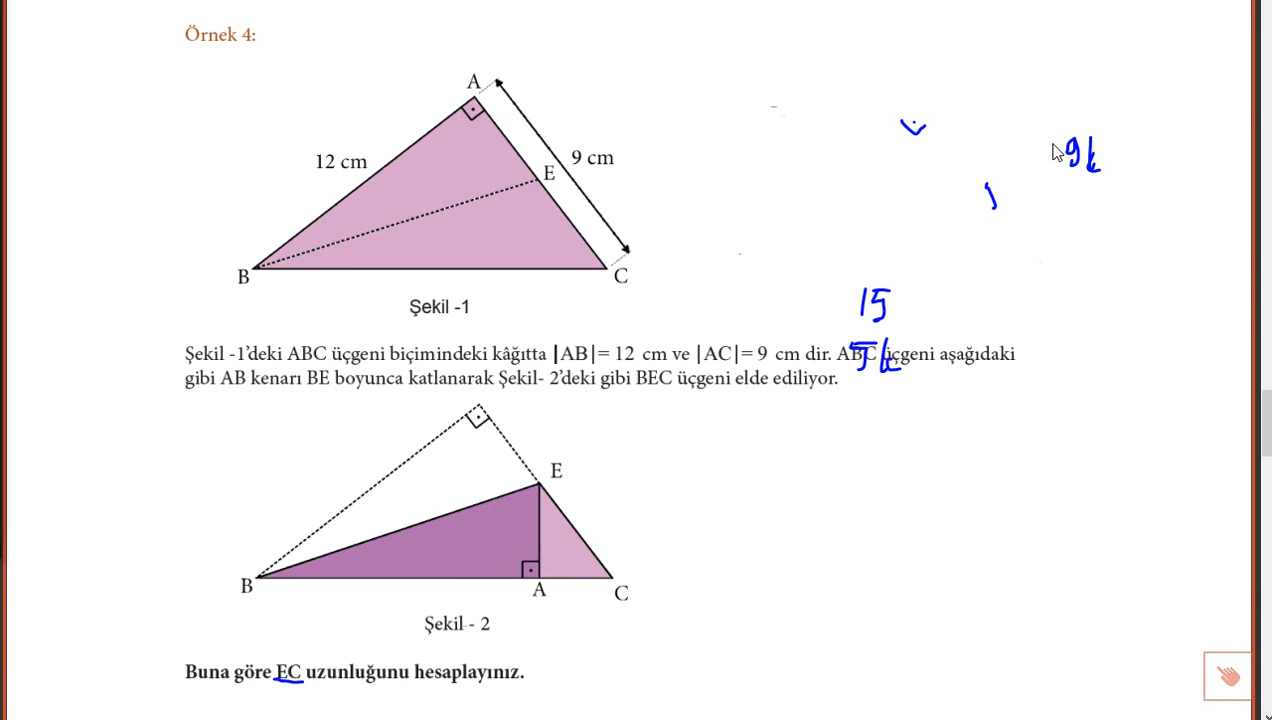 Örnek 4:
A
12 cm
9 cm
E
9k
B
C
Şekil -1
15
Şekil -1'deki ABC üçgeni biçimindeki kâğıtta |AB|= 12 cm ve |AC|= 9 cm dir. ABC üçgeni aşağıdaki
5k
gibi AB kenarı BE boyunca katlanarak Şekil- 2'deki gibi BEC üçgeni elde ediliyor.
E
B
A
C
Şekil - 2
Buna göre EC uzunluğunu hesaplayınız.